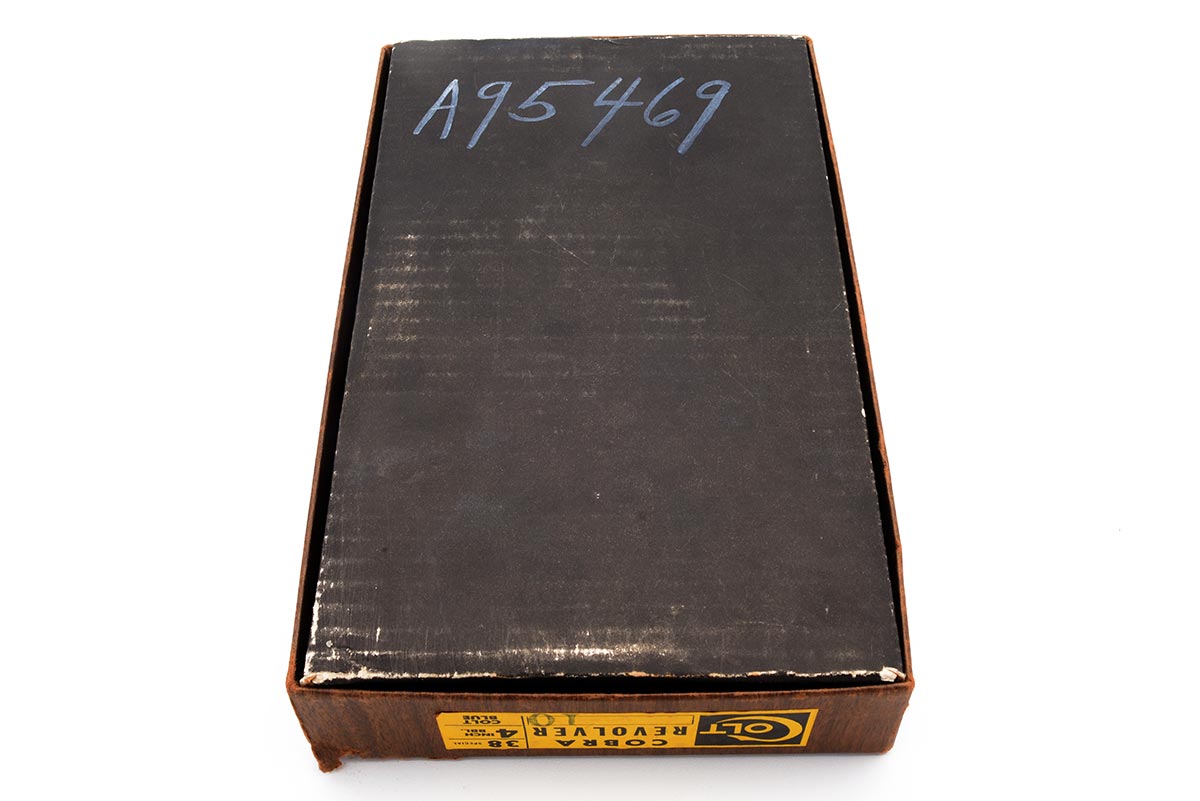 A95469
COLT
COBRA
REVOLVER
38 SPECIAL
4 INCH BBL.
COLT BLUE